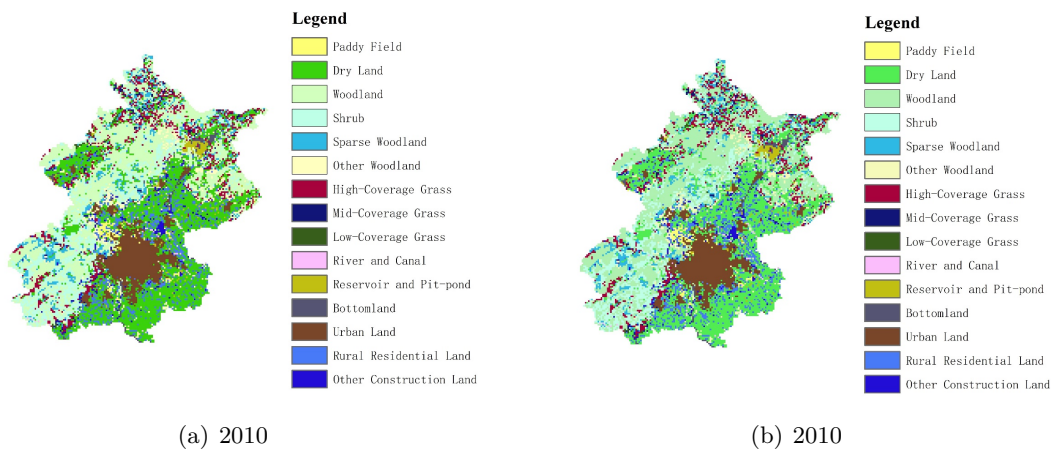 Legend
Paddy Field
Dry Land
Woodland
Shrub
Sparse Woodland
Other Woodland
High-Coverage Grass
Mid-Coverage Grass
Low-Coverage Grass
River and Canal
Reservoir and Pit-pond
Bottomland
Urban Land
Rural Residential Land
Other Construction Land
(a) 2010
Legend
Paddy Field
Dry Land
Woodland
Shrub
Sparse Woodland
Other Woodland
High-Coverage Grass
Mid-Coverage Grass
Low-Coverage Grass
River and Canal
Reservoir and Pit-pond
Bottomland
Urban Land
Rural Residential Land
Other Construction Land
(b) 2010